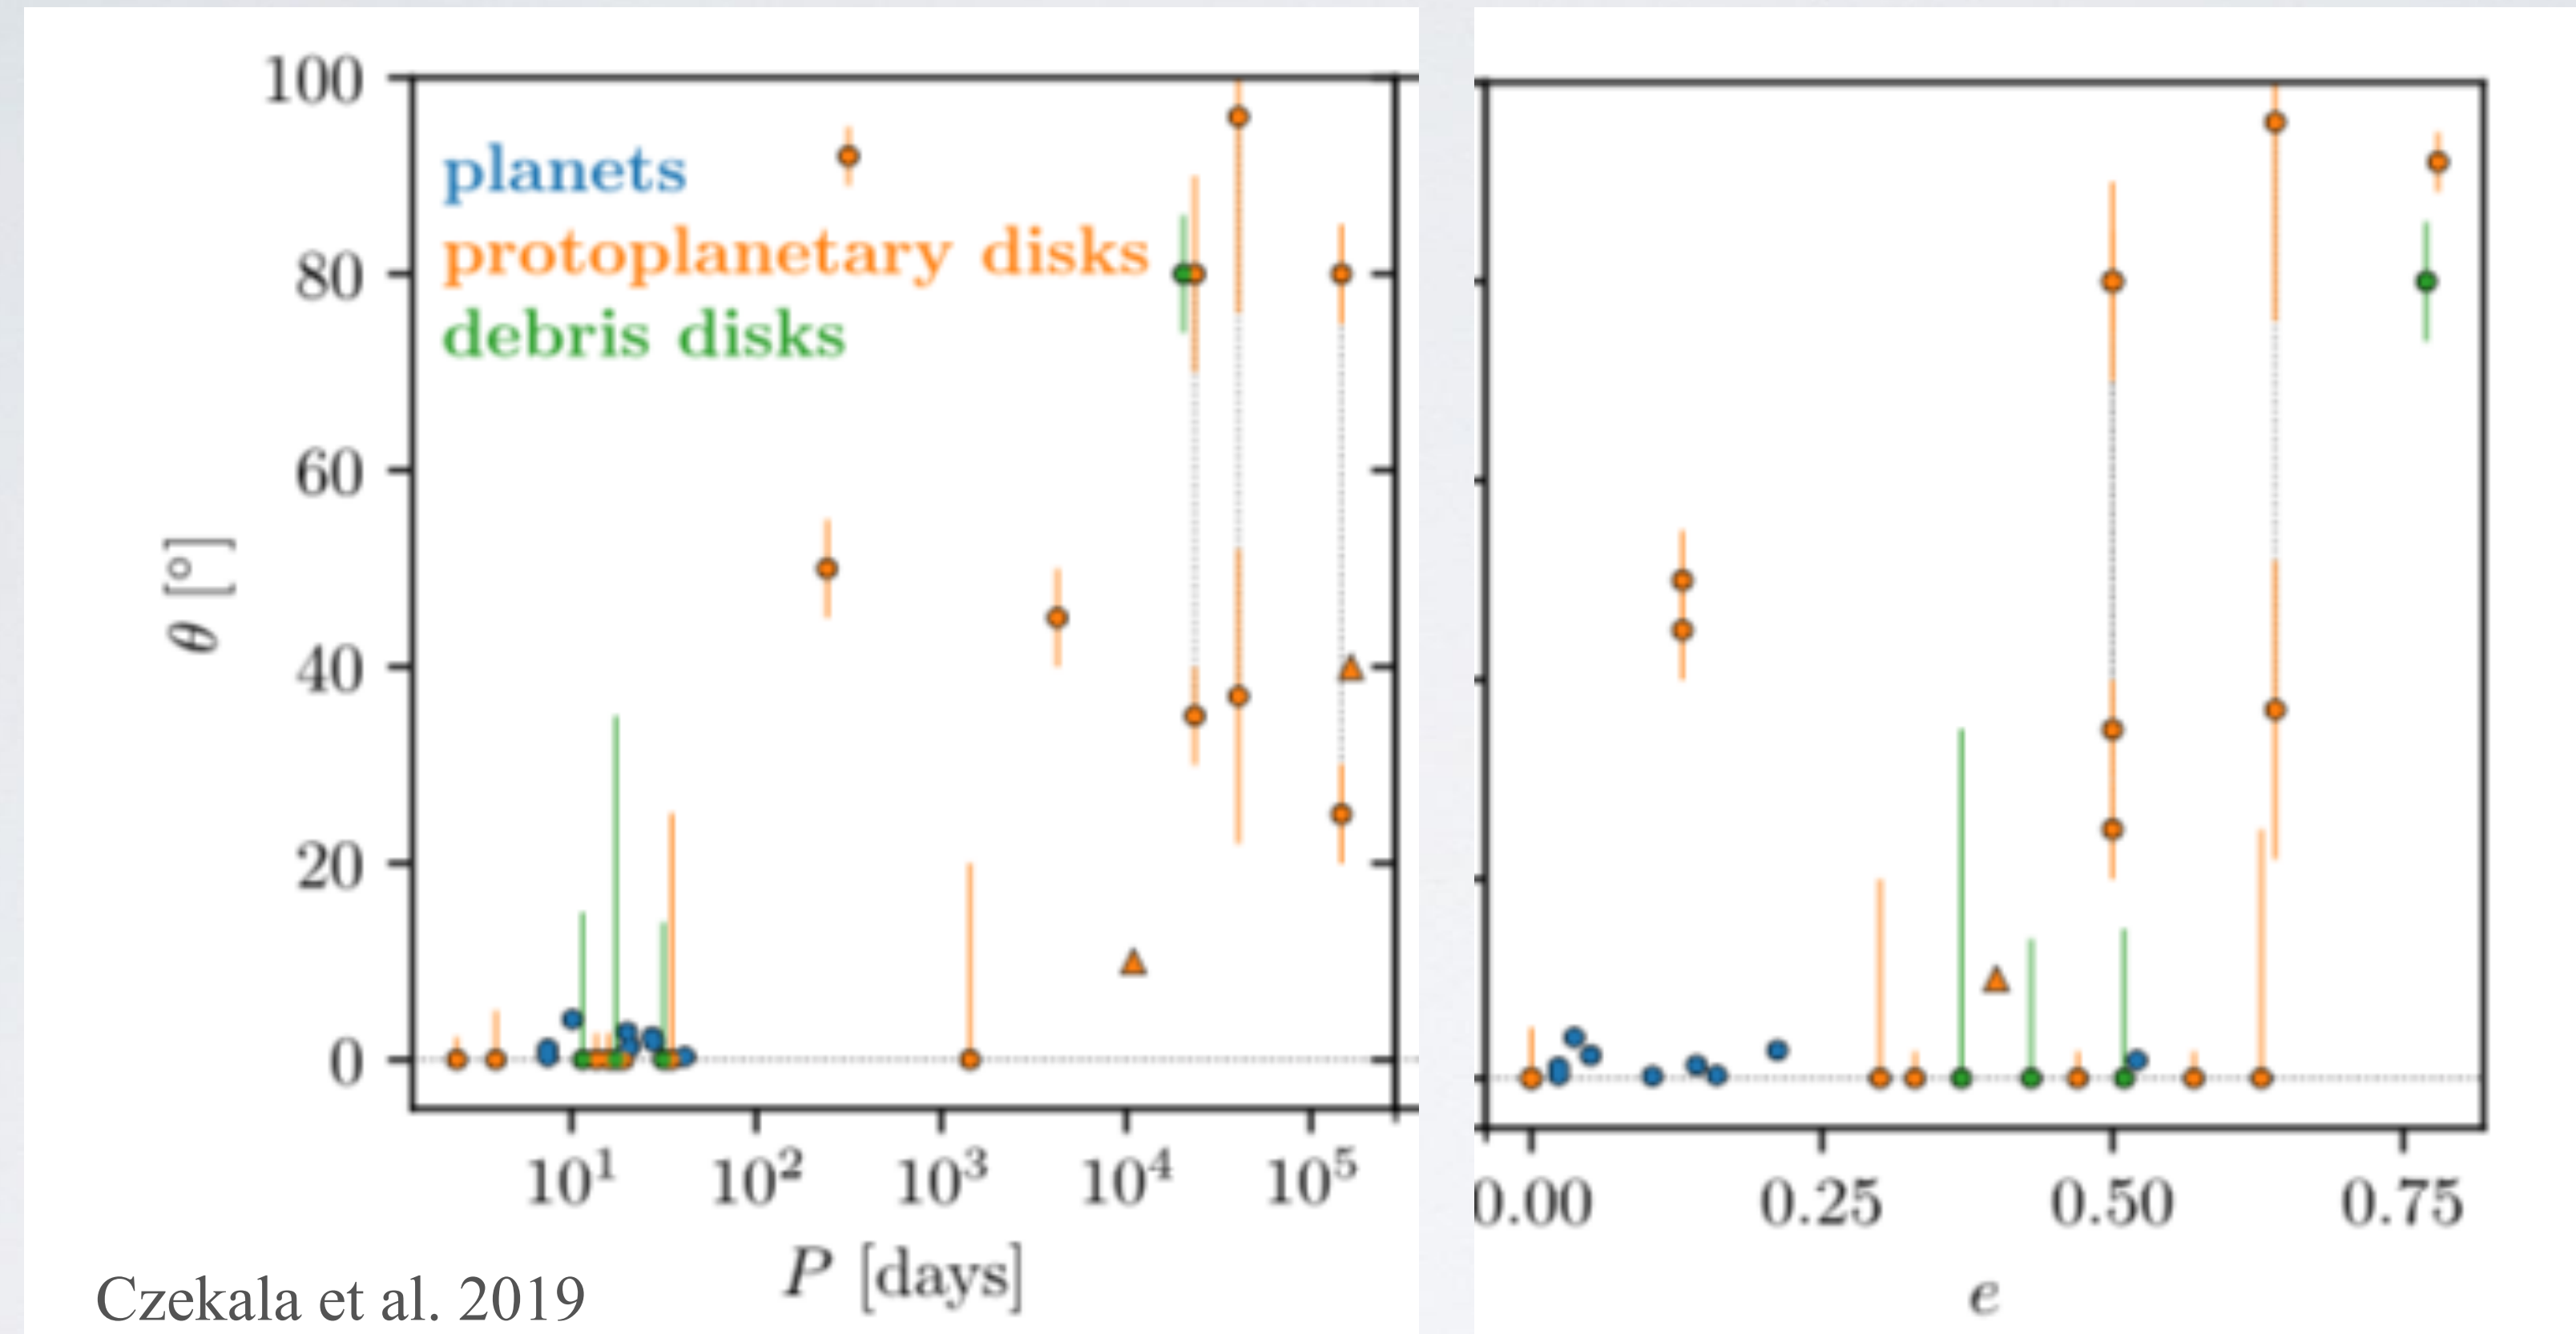 100
80
60
40
20
0
θ [°]
planets
protoplanetary disks
debris disks
10¹ 10² 10³ 10⁴ 10⁵
P [days]
0.00 0.25 0.50 0.75
e
Czekala et al. 2019